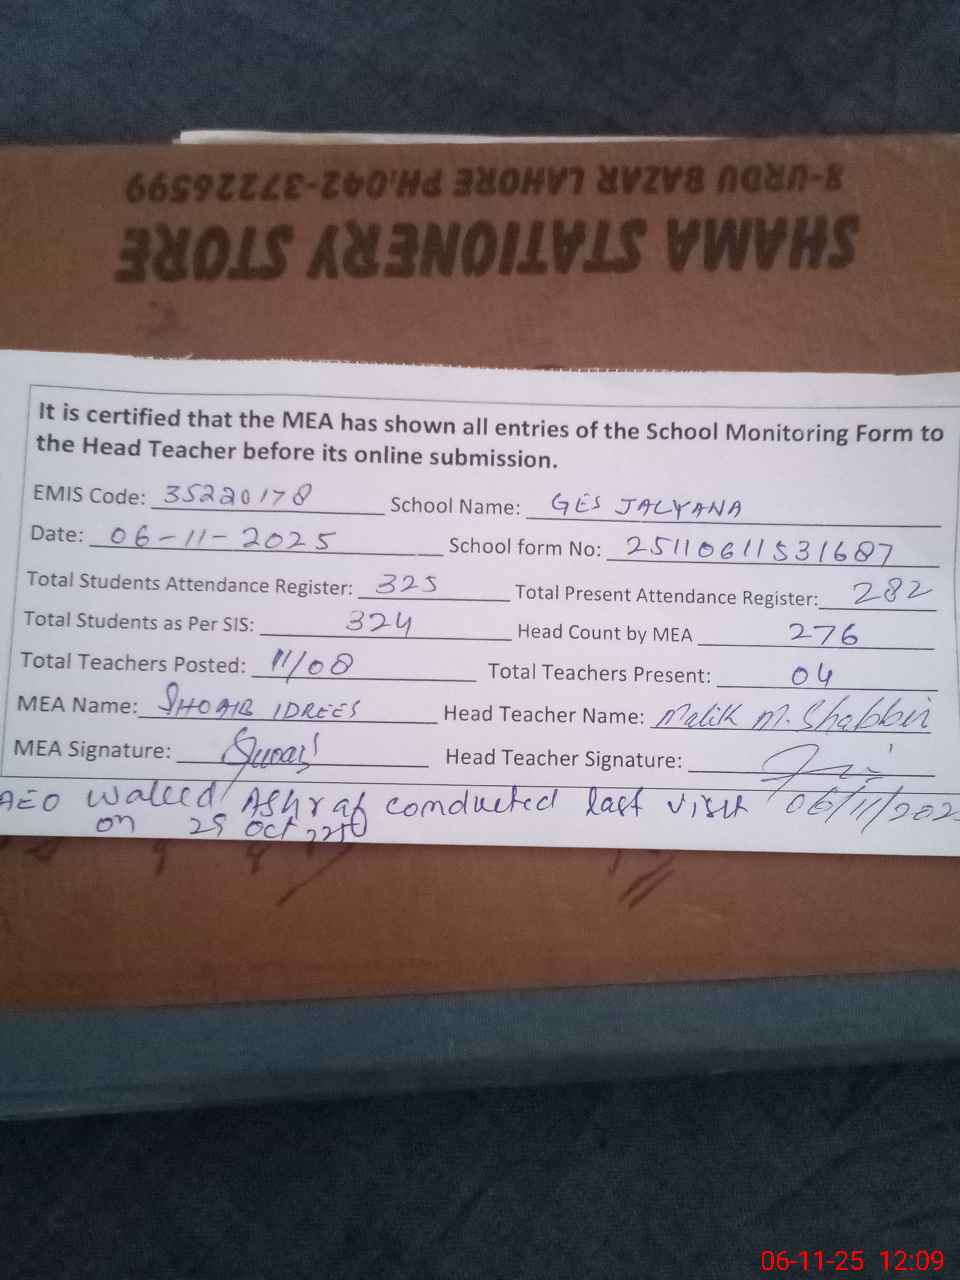 8-URDU BAZAR LAHORE PH.042-37226599
SHAMA STATIONERY STORE
It is certified that the MEA has shown all entries of the School Monitoring Form to
the Head Teacher before its online submission.
EMIS Code: 35220178 School Name: GES JALYANA
Date: 06-11-2025 School form No: 25110611531687
Total Students Attendance Register: 325 Total Present Attendance Register: 282
Total Students as Per SIS: 324 Head Count by MEA 276
Total Teachers Posted: 11/08 Total Teachers Present: 04
MEA Name: SHOAIB IDREES Head Teacher Name: Malik M. Shabbir
MEA Signature: Head Teacher Signature:
AEO Waleed Ashraf conducted last visit 06/11/202
on 29 Oct
06-11-25 12:09